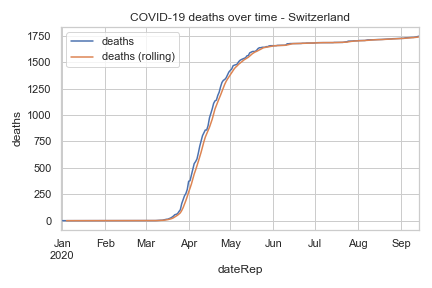 COVID-19 deaths over time - Switzerland
deaths
deaths (rolling)
1750
1500
1250
1000
750
500
250
0
deaths
Jan Feb Mar Apr May Jun Jul Aug Sep
2020
dateRep